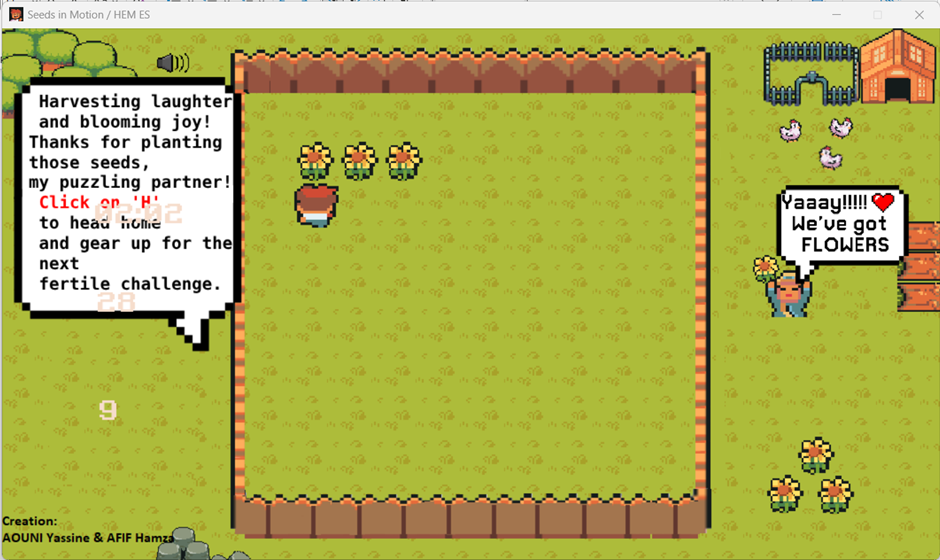 Seeds in Motion / HEM ES
Harvesting laughter
and blooming joy!
Thanks for planting
those seeds,
my puzzling partner!
Click on 'H'
02:02
to head home
and gear up for the
next
fertile challenge.
28
9
Yaaay!!!!!
We've got
FLOWERS
Creation:
AOUNI Yassine & AFIF Hamza